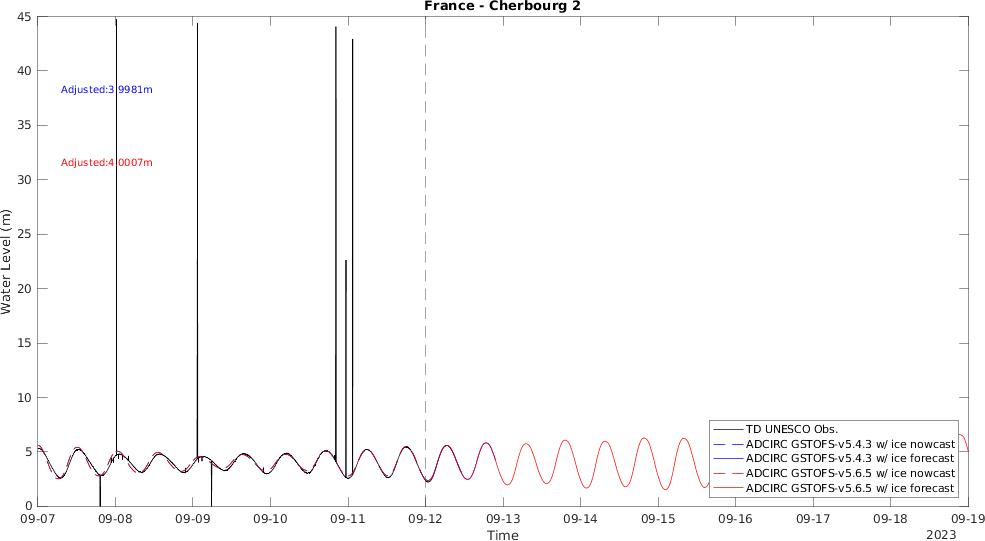 France - Cherbourg 2
45
40
35
30
25
20
15
10
5
0
Water Level (m)
Adjusted:3.9981m
Adjusted:4.0007m
TD UNESCO Obs.
ADCIRC GSTOFS-v5.4.3 w/ ice nowcast
ADCIRC GSTOFS-v5.4.3 w/ ice forecast
ADCIRC GSTOFS-v5.6.5 w/ ice nowcast
ADCIRC GSTOFS-v5.6.5 w/ ice forecast
09-07 09-08 09-09 09-10 09-11 09-12 09-13 09-14 09-15 09-16 09-17 09-18 09-19
Time
2023